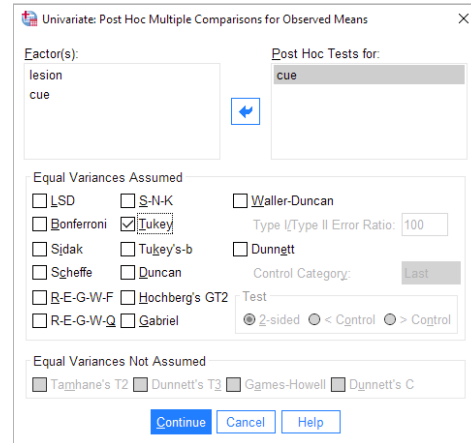 Univariate: Post Hoc Multiple Comparisons for Observed Means
Factor(s):
lesion
cue
Post Hoc Tests for:
cue
Equal Variances Assumed
LSD S-N-K Waller-Duncan
Bonferroni Tukey Type I/Type II Error Ratio: 100
Sidak Tukey's-b Dunnett
Scheffe Duncan Control Category: Last
R-E-G-W-F Hochberg's GT2 Test
R-E-G-W-Q Gabriel 2-sided < Control > Control
Equal Variances Not Assumed
Tamhane's T2 Dunnett's T3 Games-Howell Dunnett's C
Continue Cancel Help